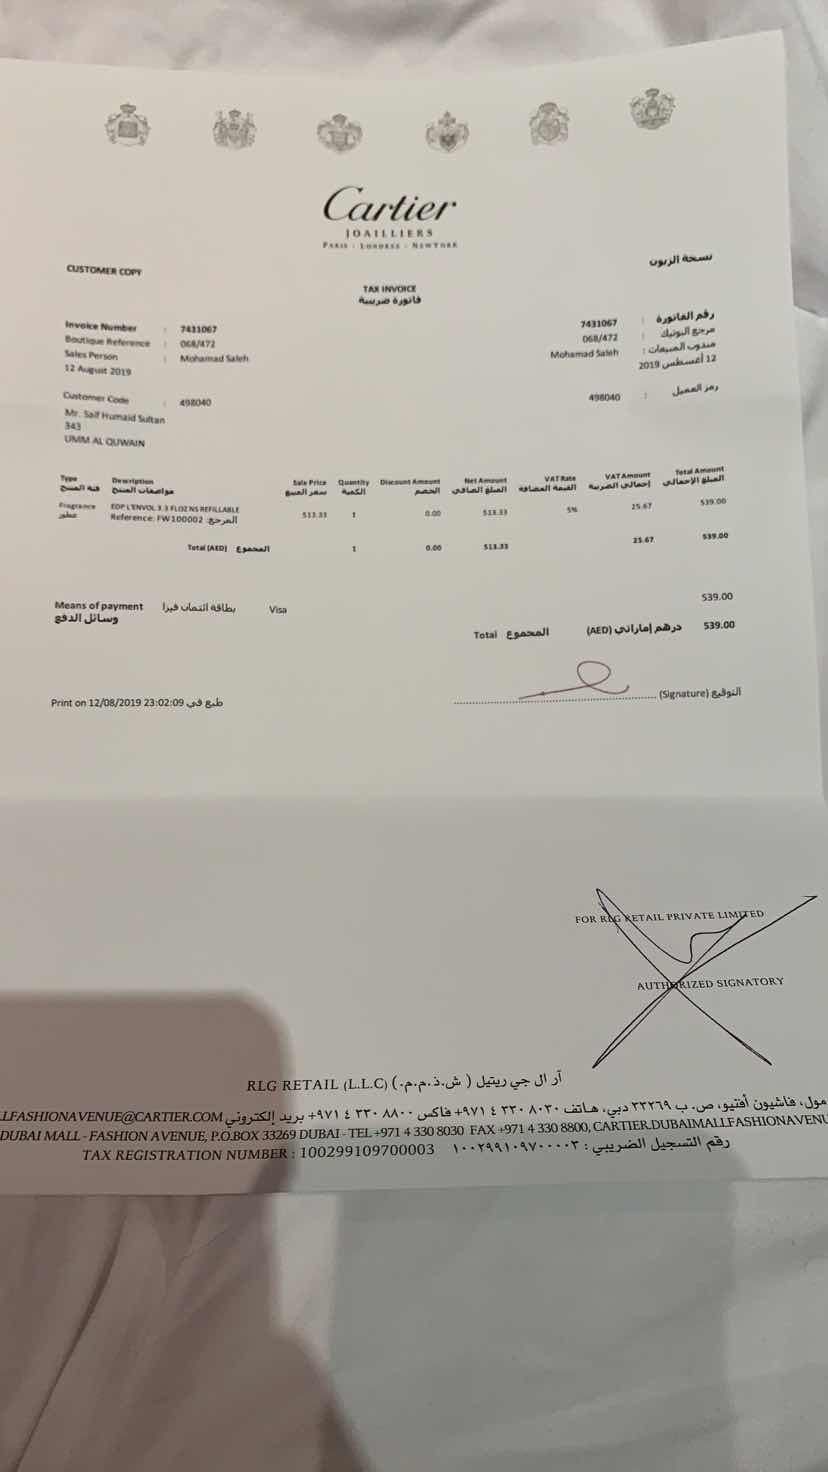 Cartier
JOAILLIERS
PARIS - LONDRES - NEWYORK
CUSTOMER COPY نسخة الزبون
TAX INVOICE
فاتورة ضريبية
Invoice Number : 7431067 7431067 : رقم الفاتورة
Boutique Reference : 068/472 068/472 : مرجع البوتيك
Sales Person : Mohamad Saleh Mohamad Saleh : مندوب المبيعات
12 August 2019 12 أغسطس 2019
Customer Code : 498040 498040 : رمز العميل
Mr. Saif Humaid Sultan
343
UMM AL QUWAIN
Type Description Sale Price Quantity Discount Amount Net Amount VAT Rate VAT Amount Total Amount
فئة المنتج مواصفات المنتج سعر المبيع الكمية الخصم المبلغ الصافي القيمة المضافة إجمالي الضريبة المبلغ الإجمالي
Fragrance EDP L'ENVOL 3.3 FLOZ NS REFILLABLE 513.33 1 0.00 513.33 5% 25.67 539.00
عطور Reference: FW100002 :المرجع
Total (AED) المجموع 1 0.00 513.33 25.67 539.00
539.00
Means of payment بطاقة ائتمان فيزا Visa
وسائل الدفع
Total المجموع (AED) درهم إماراتي 539.00
Print on 12/08/2019 23:02:09 طبع في
(Signature) التوقيع
FOR RLG RETAIL PRIVATE LIMITED
AUTHORIZED SIGNATORY
RLG RETAIL (L.L.C) (.آر ال جي ريتيل ( ش.ذ.م.م
مول، فاشيون أفنيو، ص. ب ٣٣٢٦٩ دبي، هاتف ٨٠٣٠ ٣٣٠ ٤ ٩٧١+ فاكس ٨٨٠٠ ٣٣٠ ٤ ٩٧١+ بريد إلكتروني LLFASHIONAVENUE@CARTIER.COM
DUBAI MALL - FASHION AVENUE, P.O.BOX 33269 DUBAI - TEL +971 4 330 8030 FAX +971 4 330 8800, CARTIER.DUBAIMALLFASHIONAVENU
TAX REGISTRATION NUMBER : 100299109700003 رقم التسجيل الضريبي : ١٠٠٢٩٩١٠٩٧٠٠٠٠٣